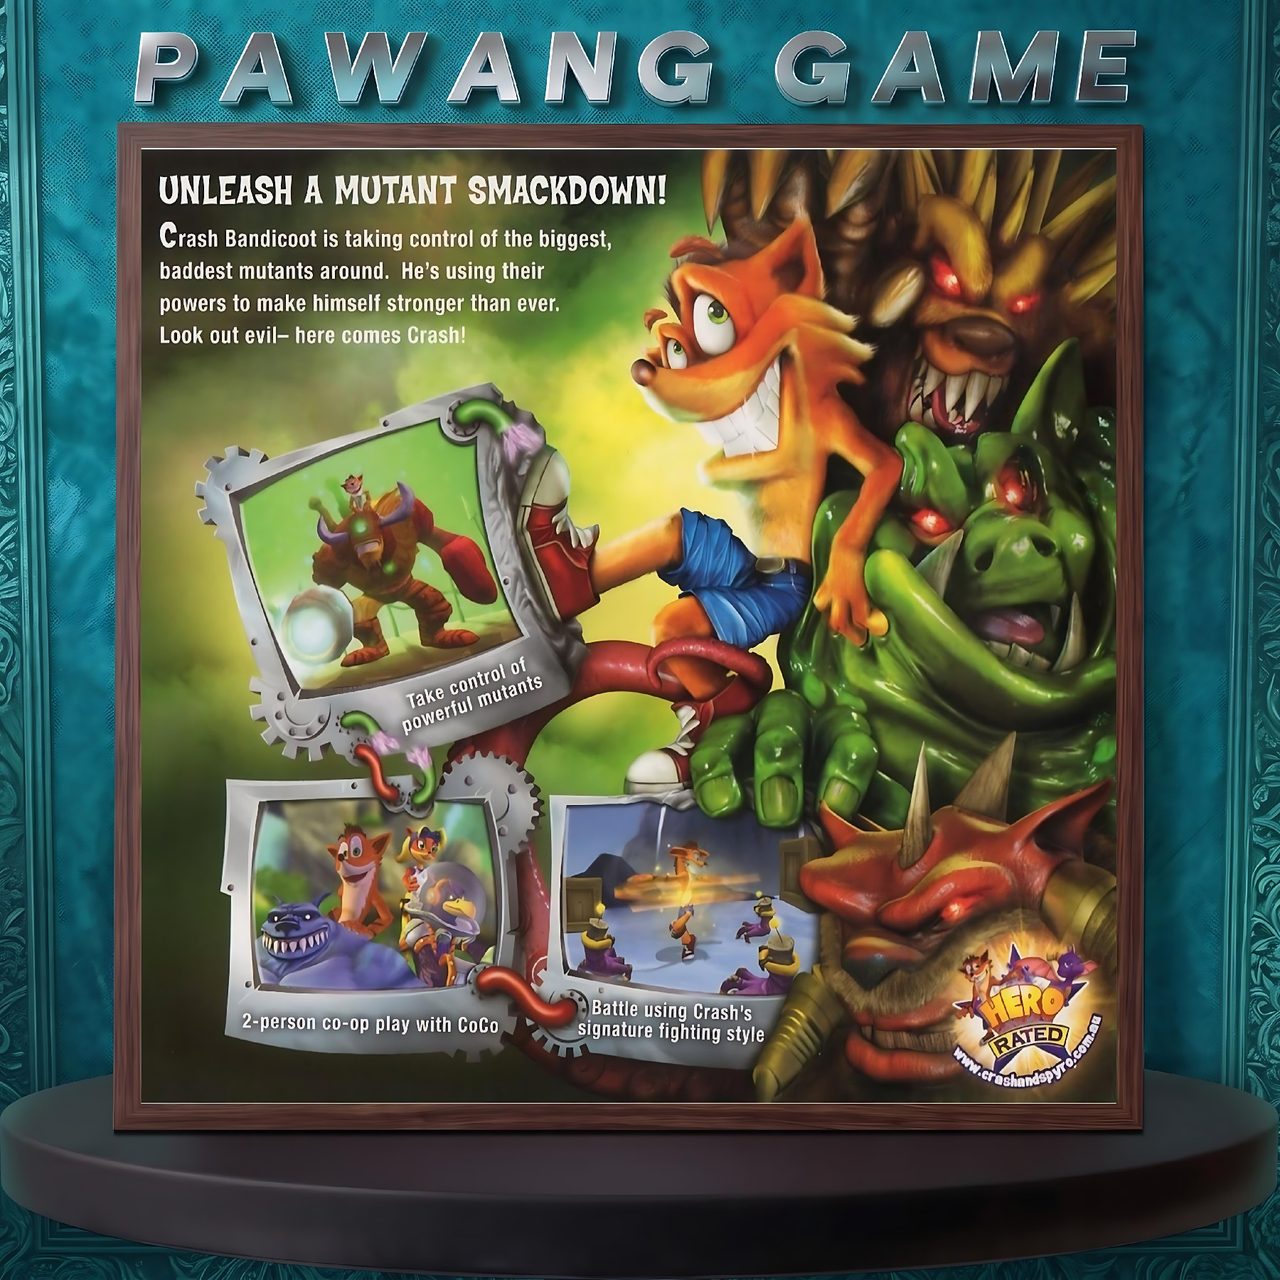 PAWANG GAME
UNLEASH A MUTANT SMACKDOWN!
Crash Bandicoot is taking control of the biggest,
baddest mutants around. He's using their
powers to make himself stronger than ever.
Look out evil– here comes Crash!
Take control of
powerful mutants
2-person co-op play with CoCo
Battle using Crash's
signature fighting style
HERO
RATED
www.crashandspyro.com.au